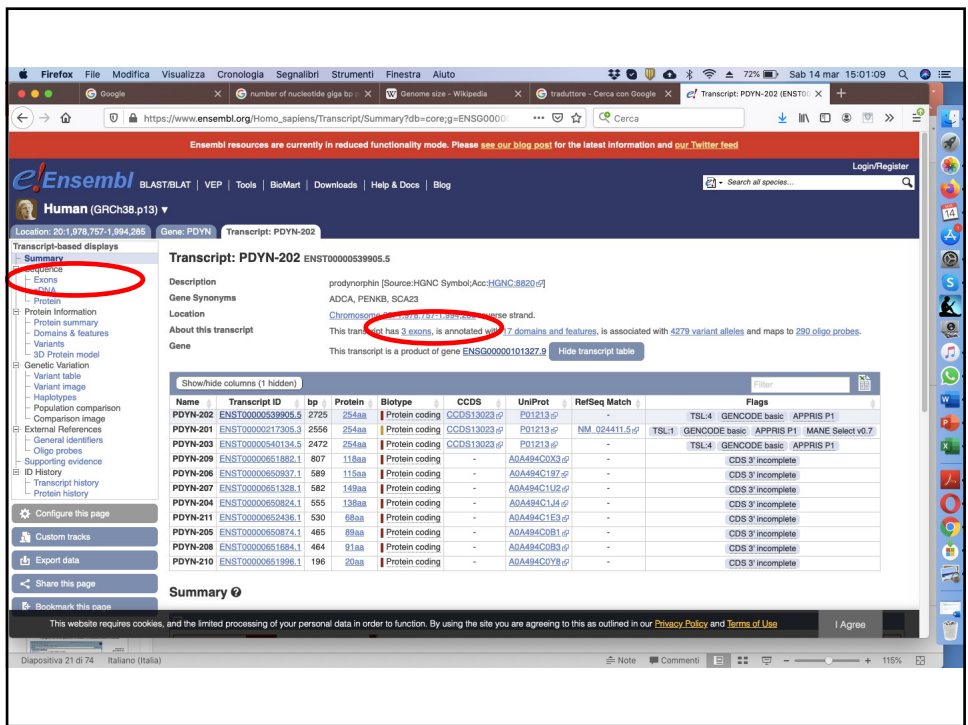 Firefox File Modifica Visualizza Cronologia Segnalibri Strumenti Finestra Aiuto 72% Sab 14 mar 15:01:09
Google number of nucleotide giga bp p Genome size - Wikipedia traduttore - Cerca con Google Transcript: PDYN-202 (ENST00
https://www.ensembl.org/Homo_sapiens/Transcript/Summary?db=core;g=ENSG0000 Cerca
Ensembl resources are currently in reduced functionality mode. Please see our blog post for the latest information and our Twitter feed
Login/Register
eEnsembl BLAST/BLAT | VEP | Tools | BioMart | Downloads | Help & Docs | Blog Search all species...
Human (GRCh38.p13) ▼
Location: 20:1,978,757-1,994,285 Gene: PDYN Transcript: PDYN-202
Transcript-based displays
Summary
Sequence
Exons
cDNA
Protein
Protein Information
Protein summary
Domains & features
Variants
3D Protein model
Genetic Variation
Variant table
Variant image
Haplotypes
Population comparison
Comparison image
External References
General identifiers
Oligo probes
Supporting evidence
ID History
Transcript history
Protein history
Configure this page
Custom tracks
Export data
Share this page
Bookmark this page
Transcript: PDYN-202 ENST00000539905.5
Description prodynorphin [Source:HGNC Symbol;Acc:HGNC:8820]
Gene Synonyms ADCA, PENKB, SCA23
Location Chromosome 20: 1,978,757-1,994,285 reverse strand.
About this transcript This transcript has 3 exons, is annotated with 17 domains and features, is associated with 4279 variant alleles and maps to 290 oligo probes.
Gene This transcript is a product of gene ENSG00000101327.9 Hide transcript table
Show/hide columns (1 hidden) Filter
Name Transcript ID bp Protein Biotype CCDS UniProt RefSeq Match Flags
PDYN-202 ENST00000539905.5 2725 254aa Protein coding CCDS13023 P01213 - TSL:4 GENCODE basic APPRIS P1
PDYN-201 ENST00000217305.3 2556 254aa Protein coding CCDS13023 P01213 NM_024411.5 TSL:1 GENCODE basic APPRIS P1 MANE Select v0.7
PDYN-203 ENST00000540134.5 2472 254aa Protein coding CCDS13023 P01213 - TSL:4 GENCODE basic APPRIS P1
PDYN-209 ENST00000651882.1 807 118aa Protein coding - A0A494C0X3 - CDS 3' incomplete
PDYN-206 ENST00000650937.1 589 115aa Protein coding - A0A494C197 - CDS 3' incomplete
PDYN-207 ENST00000651328.1 582 149aa Protein coding - A0A494C1U2 - CDS 3' incomplete
PDYN-204 ENST00000650824.1 555 138aa Protein coding - A0A494C1J4 - CDS 3' incomplete
PDYN-211 ENST00000652436.1 530 68aa Protein coding - A0A494C1E3 - CDS 3' incomplete
PDYN-205 ENST00000650874.1 465 89aa Protein coding - A0A494C0B1 - CDS 3' incomplete
PDYN-208 ENST00000651684.1 464 91aa Protein coding - A0A494C0B3 - CDS 3' incomplete
PDYN-210 ENST00000651996.1 196 20aa Protein coding - A0A494C0Y8 - CDS 3' incomplete
Summary
This website requires cookies, and the limited processing of your personal data in order to function. By using the site you are agreeing to this as outlined in our Privacy Policy and Terms of Use I Agree
Diapositiva 21 di 74 Italiano (Italia) Note Commenti 115%